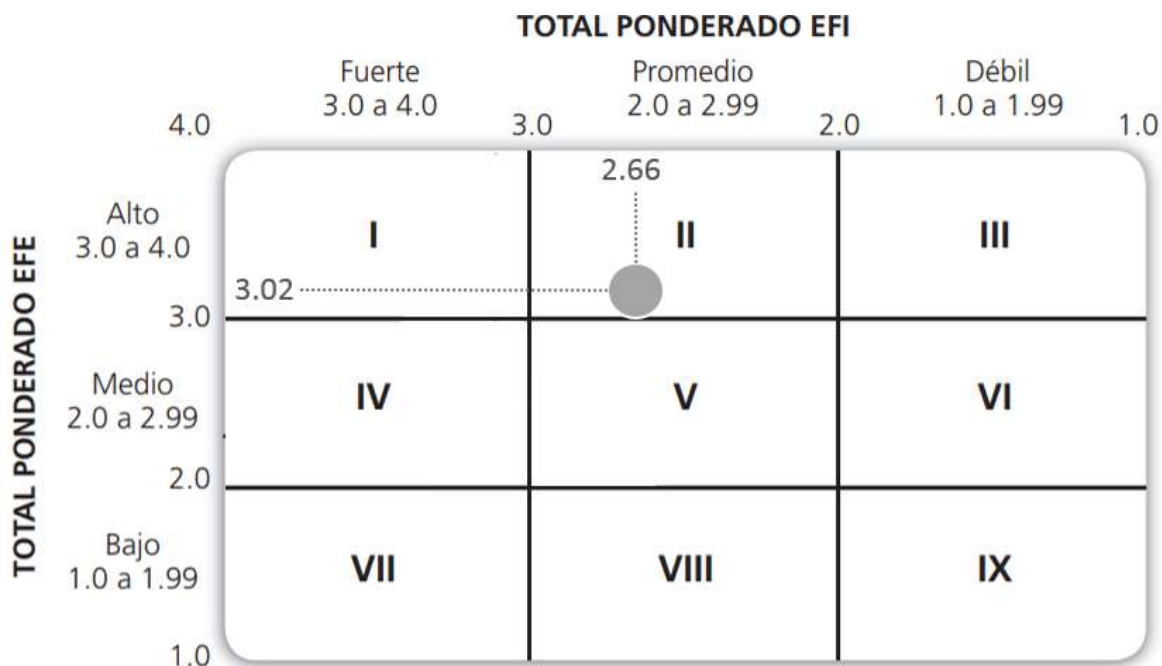 TOTAL PONDERADO EFI
Fuerte
3.0 a 4.0
Promedio
2.0 a 2.99
Débil
1.0 a 1.99
4.0
3.0
2.0
1.0
TOTAL PONDERADO EFE
Alto
3.0 a 4.0
I
2.66
II
III
3.02
3.0
Medio
2.0 a 2.99
IV
V
VI
2.0
Bajo
1.0 a 1.99
VII
VIII
IX
1.0